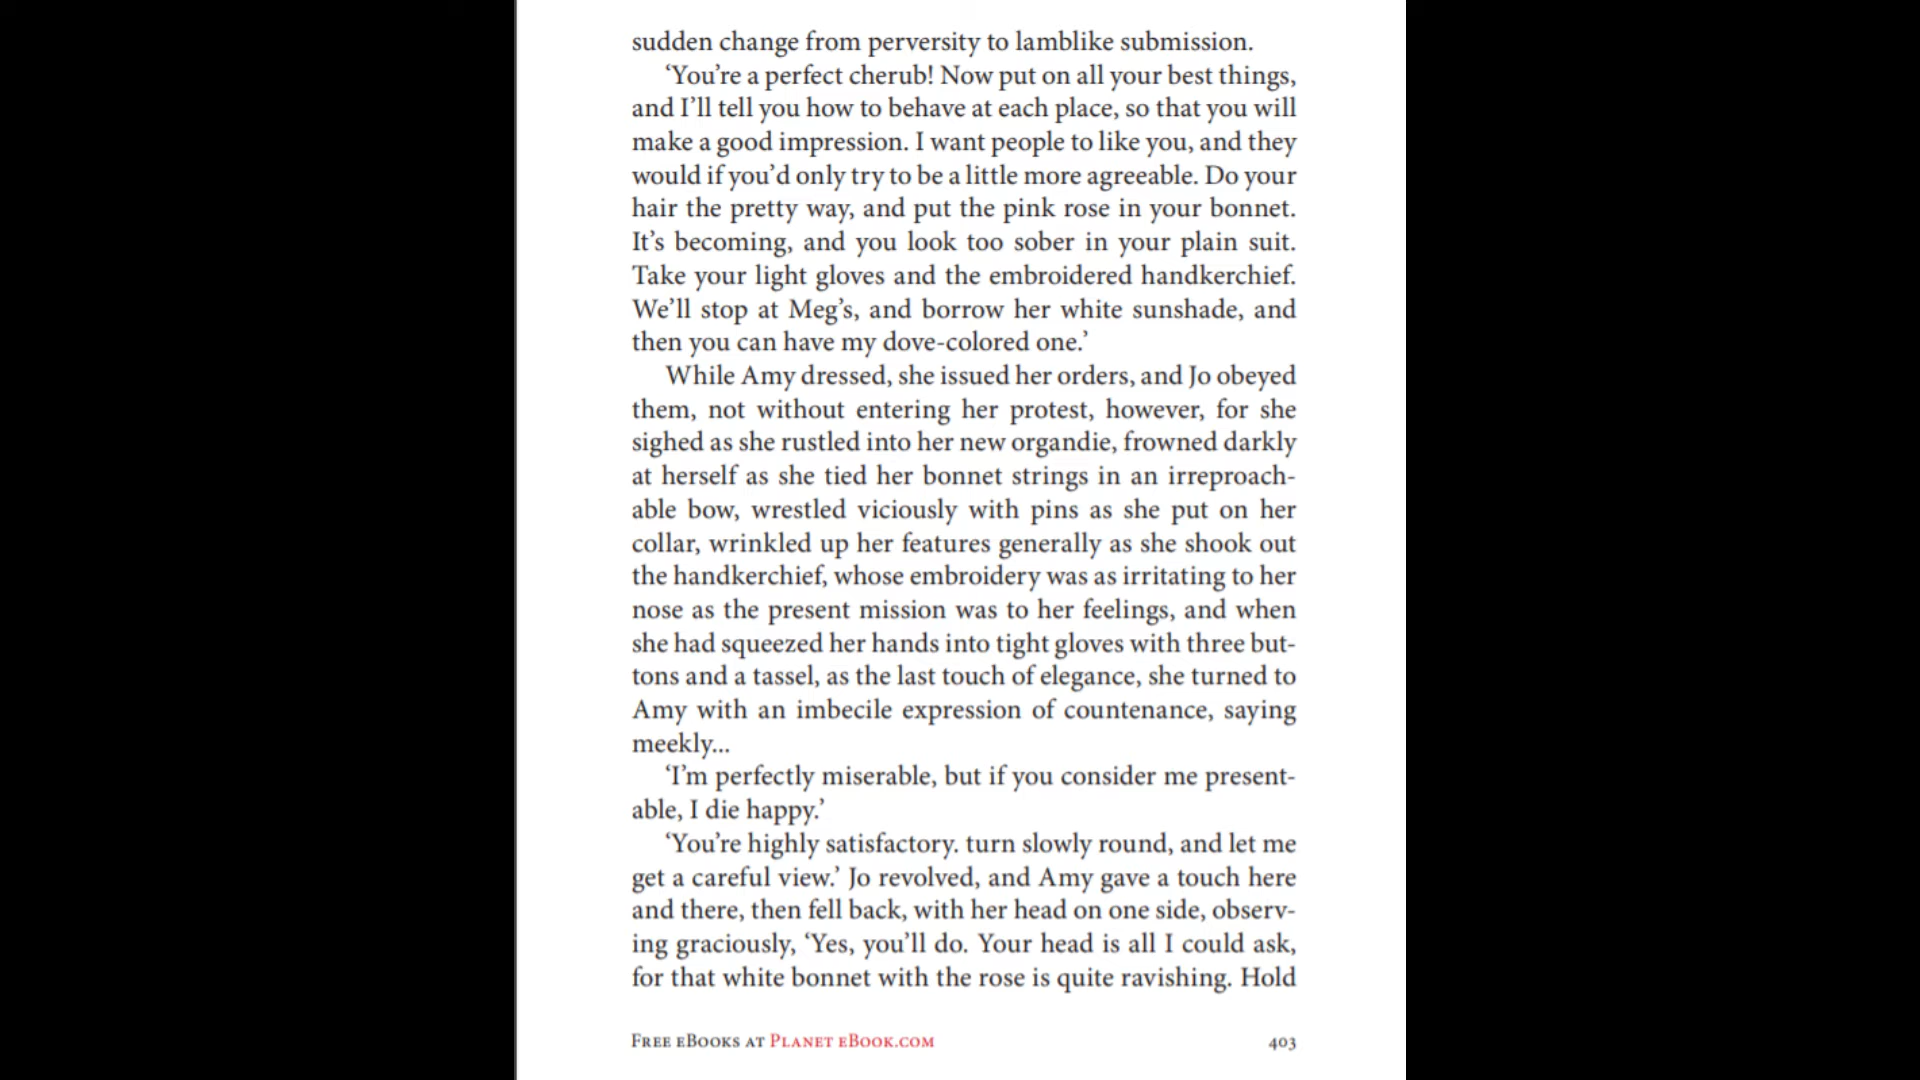 sudden change from perversity to lamblike submission.
‘You’re a perfect cherub! Now put on all your best things,
and I’ll tell you how to behave at each place, so that you will
make a good impression. I want people to like you, and they
would if you’d only try to be a little more agreeable. Do your
hair the pretty way, and put the pink rose in your bonnet.
It’s becoming, and you look too sober in your plain suit.
Take your light gloves and the embroidered handkerchief.
We’ll stop at Meg’s, and borrow her white sunshade, and
then you can have my dove-colored one.’
While Amy dressed, she issued her orders, and Jo obeyed
them, not without entering her protest, however, for she
sighed as she rustled into her new organdie, frowned darkly
at herself as she tied her bonnet strings in an irreproach-
able bow, wrestled viciously with pins as she put on her
collar, wrinkled up her features generally as she shook out
the handkerchief, whose embroidery was as irritating to her
nose as the present mission was to her feelings, and when
she had squeezed her hands into tight gloves with three but-
tons and a tassel, as the last touch of elegance, she turned to
Amy with an imbecile expression of countenance, saying
meekly...
‘I’m perfectly miserable, but if you consider me present-
able, I die happy.’
‘You’re highly satisfactory. turn slowly round, and let me
get a careful view.’ Jo revolved, and Amy gave a touch here
and there, then fell back, with her head on one side, observ-
ing graciously, ‘Yes, you’ll do. Your head is all I could ask,
for that white bonnet with the rose is quite ravishing. Hold
Free eBooks at Planet eBook.com 403